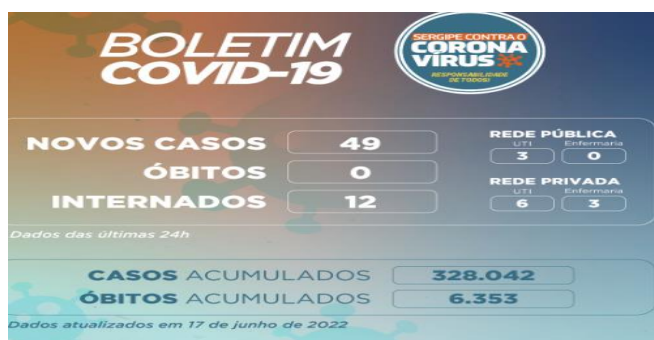 BOLETIM
COVID-19
SERGIPE CONTRA O
CORONA
VÍRUS
RESPONSABILIDADE
DE TODOS!
NOVOS CASOS 49
ÓBITOS 0
INTERNADOS 12
REDE PÚBLICA
UTI Enfermaria
3 0
REDE PRIVADA
UTI Enfermaria
6 3
Dados das últimas 24h
CASOS ACUMULADOS 328.042
ÓBITOS ACUMULADOS 6.353
Dados atualizados em 17 de junho de 2022